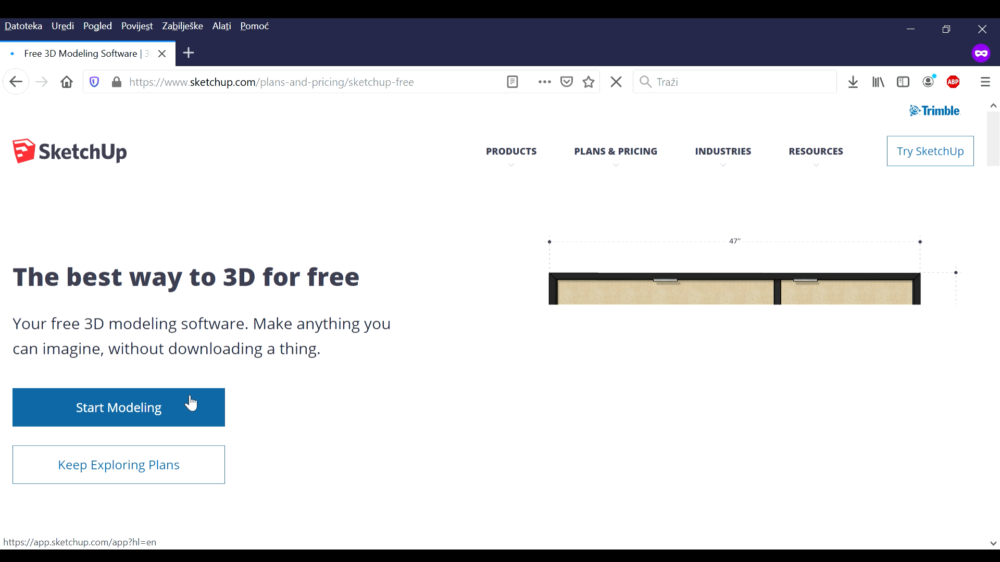 Datoteka Uredi Pogled Povijest Zabilješke Alati Pomoć
Free 3D Modeling Software | 3
https://www.sketchup.com/plans-and-pricing/sketchup-free
Traži
ABP
Trimble
SketchUp
PRODUCTS PLANS & PRICING INDUSTRIES RESOURCES Try SketchUp
47”
The best way to 3D for free
Your free 3D modeling software. Make anything you
can imagine, without downloading a thing.
Start Modeling
Keep Exploring Plans
https://app.sketchup.com/app?hl=en